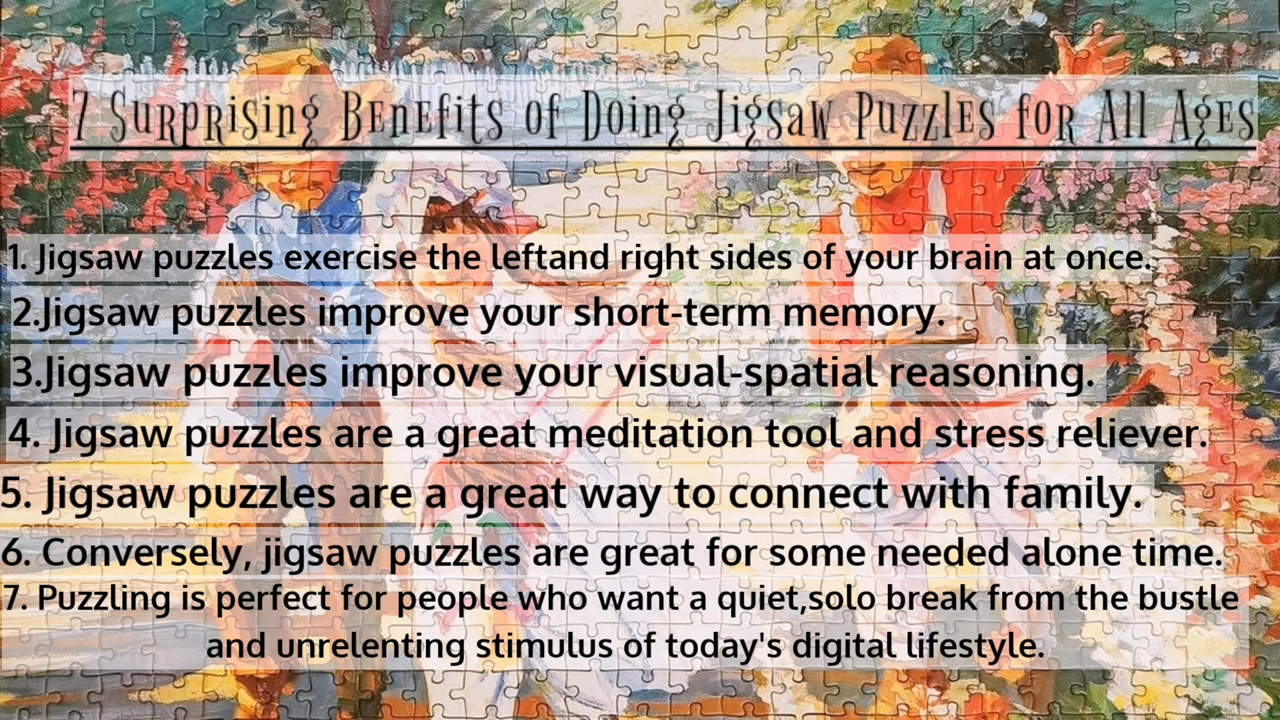 7 Surprising Benefits of Doing Jigsaw Puzzles for All Ages
1. Jigsaw puzzles exercise the leftand right sides of your brain at once.
2.Jigsaw puzzles improve your short-term memory.
3.Jigsaw puzzles improve your visual-spatial reasoning.
4. Jigsaw puzzles are a great meditation tool and stress reliever.
5. Jigsaw puzzles are a great way to connect with family.
6. Conversely, jigsaw puzzles are great for some needed alone time.
7. Puzzling is perfect for people who want a quiet,solo break from the bustle
and unrelenting stimulus of today's digital lifestyle.